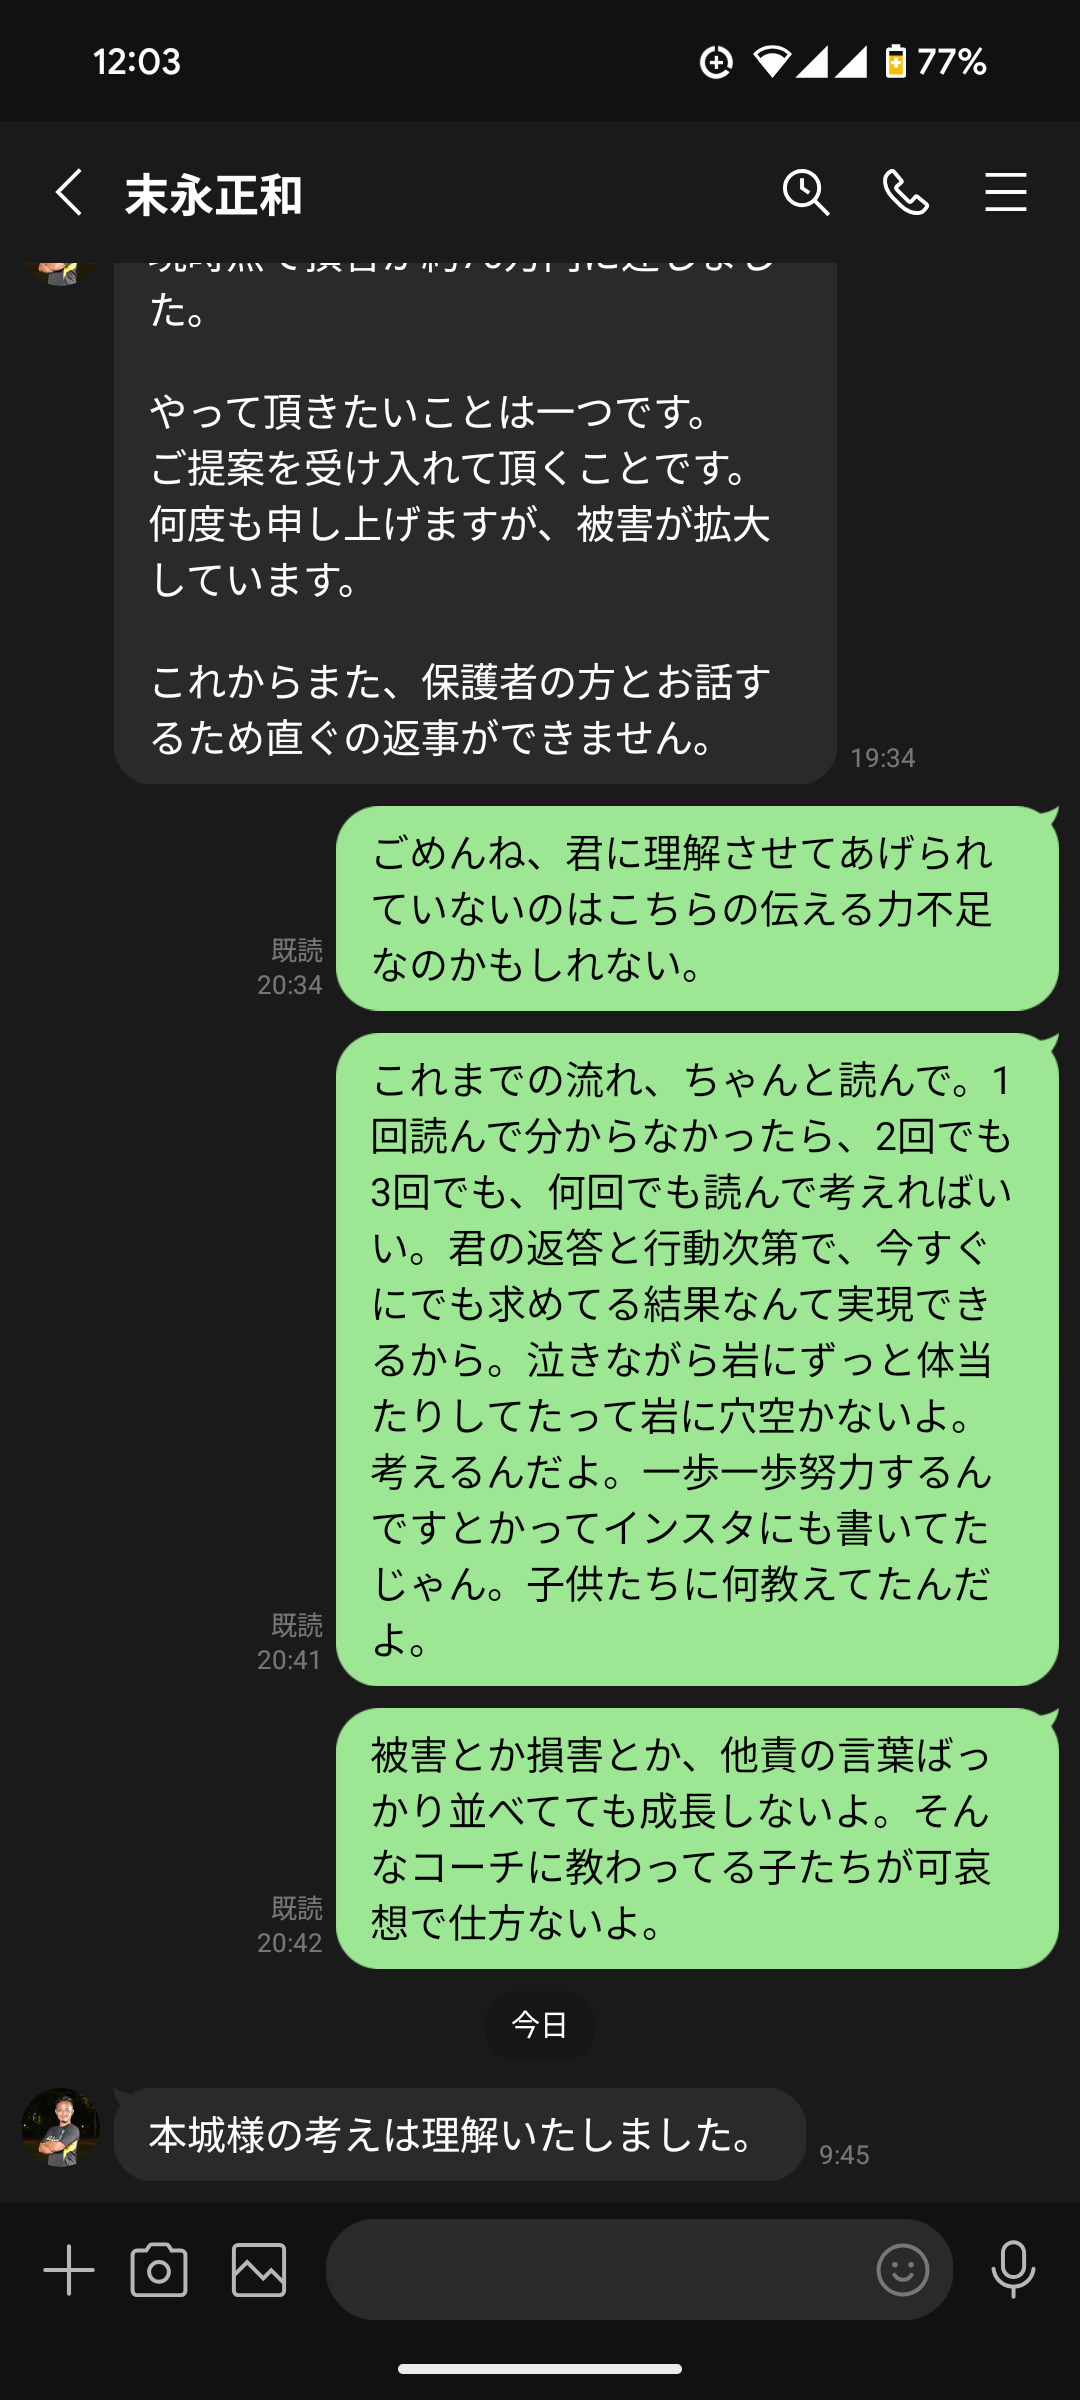 12:03
77%
末永正和
た。
やって頂きたいことは一つです。
ご提案を受け入れて頂くことです。
何度も申し上げますが、被害が拡大
しています。
これからまた、保護者の方とお話す
るため直ぐの返事ができません。
19:34
ごめんね、君に理解させてあげられ
ていないのはこちらの伝える力不足
なのかもしれない。
既読
20:34
これまでの流れ、ちゃんと読んで。1
回読んで分からなかったら、2回でも
3回でも、何回でも読んで考えればい
い。君の返答と行動次第で、今すぐ
にでも求めてる結果なんて実現でき
るから。泣きながら岩にずっと体当
たりしてたって岩に穴空かないよ。
考えるんだよ。一歩一歩努力するん
ですとかってインスタにも書いてた
じゃん。子供たちに何教えてたんだ
よ。
既読
20:41
被害とか損害とか、他責の言葉ばっ
かり並べてても成長しないよ。そん
なコーチに教わってる子たちが可哀
想で仕方ないよ。
既読
20:42
今日
本城様の考えは理解いたしました。
9:45